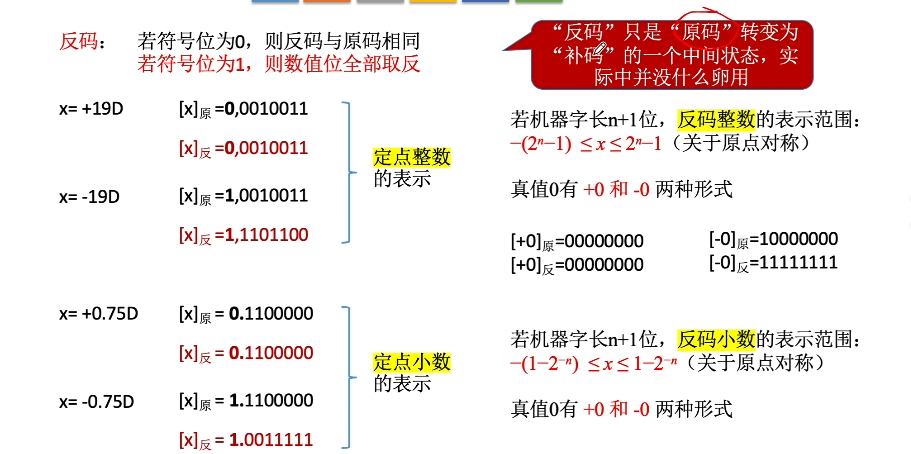 反码： 若符号位为0，则反码与原码相同
若符号位为1，则数值位全部取反
x= +19D [x]原 =0,0010011
[x]反 =0,0010011
x= -19D [x]原 =1,0010011
[x]反 =1,1101100
定点整数
的表示
x= +0.75D [x]原 = 0.1100000
[x]反 = 0.1100000
x= -0.75D [x]原 = 1.1100000
[x]反 = 1.0011111
定点小数
的表示
“反码”只是“原码”转变为
“补码”的一个中间状态，实
际中并没什么卵用
若机器字长n+1位，反码整数的表示范围：
−(2ⁿ−1) ≤ x ≤ 2ⁿ−1（关于原点对称）
真值0有 +0 和 -0 两种形式
[+0]原=00000000 [-0]原=10000000
[+0]反=00000000 [-0]反=11111111
若机器字长n+1位，反码小数的表示范围：
−(1−2⁻ⁿ) ≤ x ≤ 1−2⁻ⁿ（关于原点对称）
真值0有 +0 和 -0 两种形式